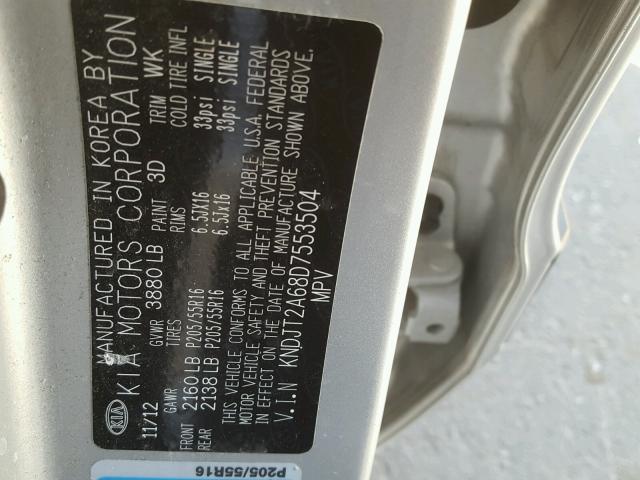 MANUFACTURED IN KOREA BY
KIA KIA MOTORS CORPORATION
11/12 GVWR 3880 LB PAINT 3D TRIM WK
GAWR TIRES RIMS COLD TIRE INFL
FRONT 2160 LB P205/55R16 6.5JX16 33psi SINGLE
REAR 2138 LB P205/55R16 6.5Jx16 33psi SINGLE
THIS VEHICLE CONFORMS TO ALL APPLICABLE U.S.A. FEDERAL
MOTOR VEHICLE SAFETY AND THEFT PREVENTION STANDARDS
IN EFFECT ON THE DATE OF MANUFACTURE SHOWN ABOVE.
V.I.N KNDJT2A68D7553504
MPV
P205/55R16